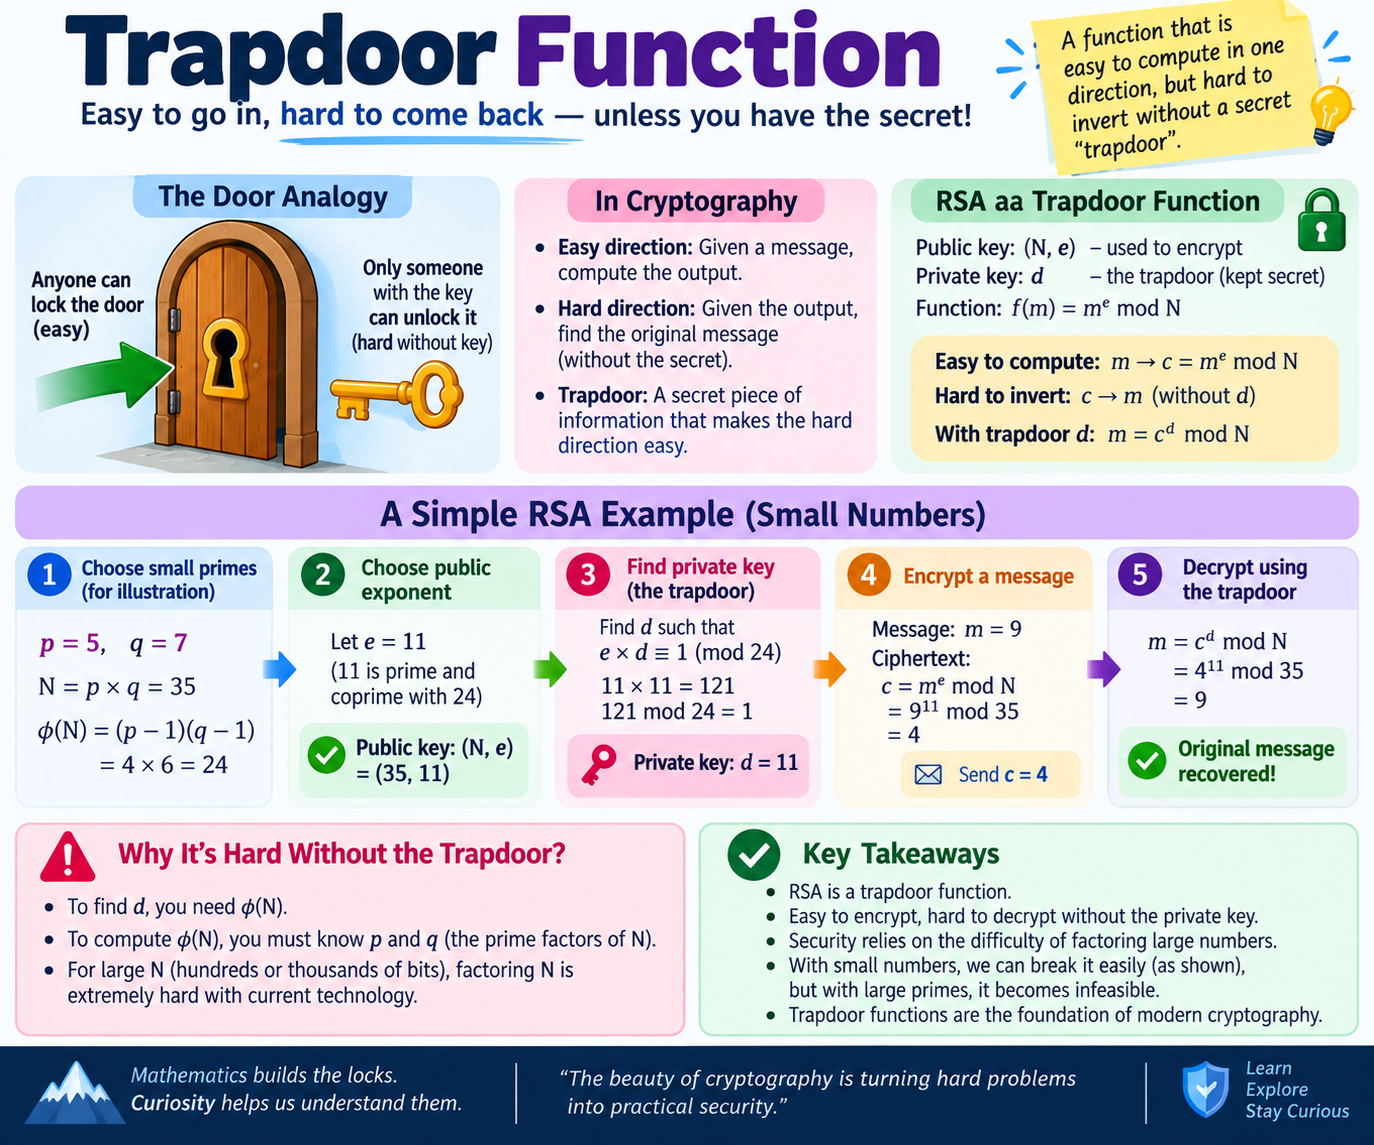 Trapdoor Function
Easy to go in, hard to come back — unless you have the secret!
A function that is
easy to compute in one
direction, but hard to
invert without a secret
“trapdoor”.
The Door Analogy
Anyone can
lock the door
(easy)
Only someone
with the key
can unlock it
(hard without key)
In Cryptography
• Easy direction: Given a message,
compute the output.
• Hard direction: Given the output,
find the original message
(without the secret).
• Trapdoor: A secret piece of
information that makes the hard
direction easy.
RSA aa Trapdoor Function
Public key: (N, e) – used to encrypt
Private key: d – the trapdoor (kept secret)
Function: f(m) = mᵉ mod N
Easy to compute: m → c = mᵉ mod N
Hard to invert: c → m (without d)
With trapdoor d: m = cᵈ mod N
A Simple RSA Example (Small Numbers)
1 Choose small primes
(for illustration)
p = 5, q = 7
N = p × q = 35
ϕ(N) = (p − 1)(q − 1)
= 4 × 6 = 24
2 Choose public
exponent
Let e = 11
(11 is prime and
coprime with 24)
Public key: (N, e)
= (35, 11)
3 Find private key
(the trapdoor)
Find d such that
e × d ≡ 1 (mod 24)
11 × 11 = 121
121 mod 24 = 1
Private key: d = 11
4 Encrypt a message
Message: m = 9
Ciphertext:
c = mᵉ mod N
= 9¹¹ mod 35
= 4
Send c = 4
5 Decrypt using
the trapdoor
m = cᵈ mod N
= 4¹¹ mod 35
= 9
Original message
recovered!
Why It’s Hard Without the Trapdoor?
• To find d, you need ϕ(N).
• To compute ϕ(N), you must know p and q (the prime factors of N).
• For large N (hundreds or thousands of bits), factoring N is
extremely hard with current technology.
Key Takeaways
• RSA is a trapdoor function.
• Easy to encrypt, hard to decrypt without the private key.
• Security relies on the difficulty of factoring large numbers.
• With small numbers, we can break it easily (as shown),
but with large primes, it becomes infeasible.
• Trapdoor functions are the foundation of modern cryptography.
Mathematics builds the locks.
Curiosity helps us understand them.
“The beauty of cryptography is turning hard problems
into practical security.”
Learn
Explore
Stay Curious